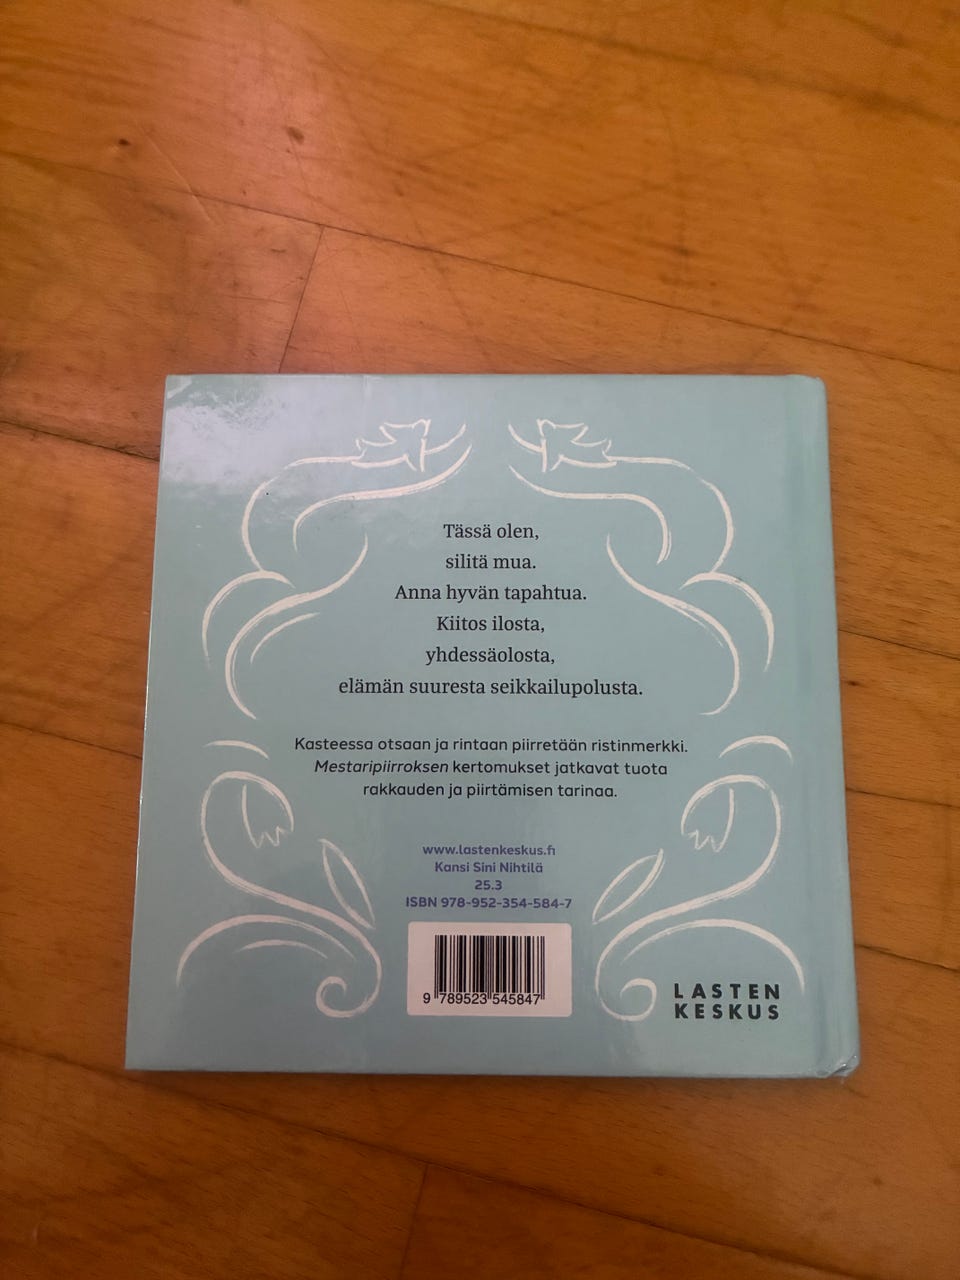 Tässä olen,
silitä mua.
Anna hyvän tapahtua.
Kiitos ilosta,
yhdessäolosta,
elämän suuresta seikkailupolusta.
Kasteessa otsaan ja rintaan piirretään ristinmerkki.
Mestaripiirroksen kertomukset jatkavat tuota
rakkauden ja piirtämisen tarinaa.
www.lastenkeskus.fi
Kansi Sini Nihtilä
25.3
ISBN 978-952-354-584-7
9 789523 545847
LASTEN
KESKUS